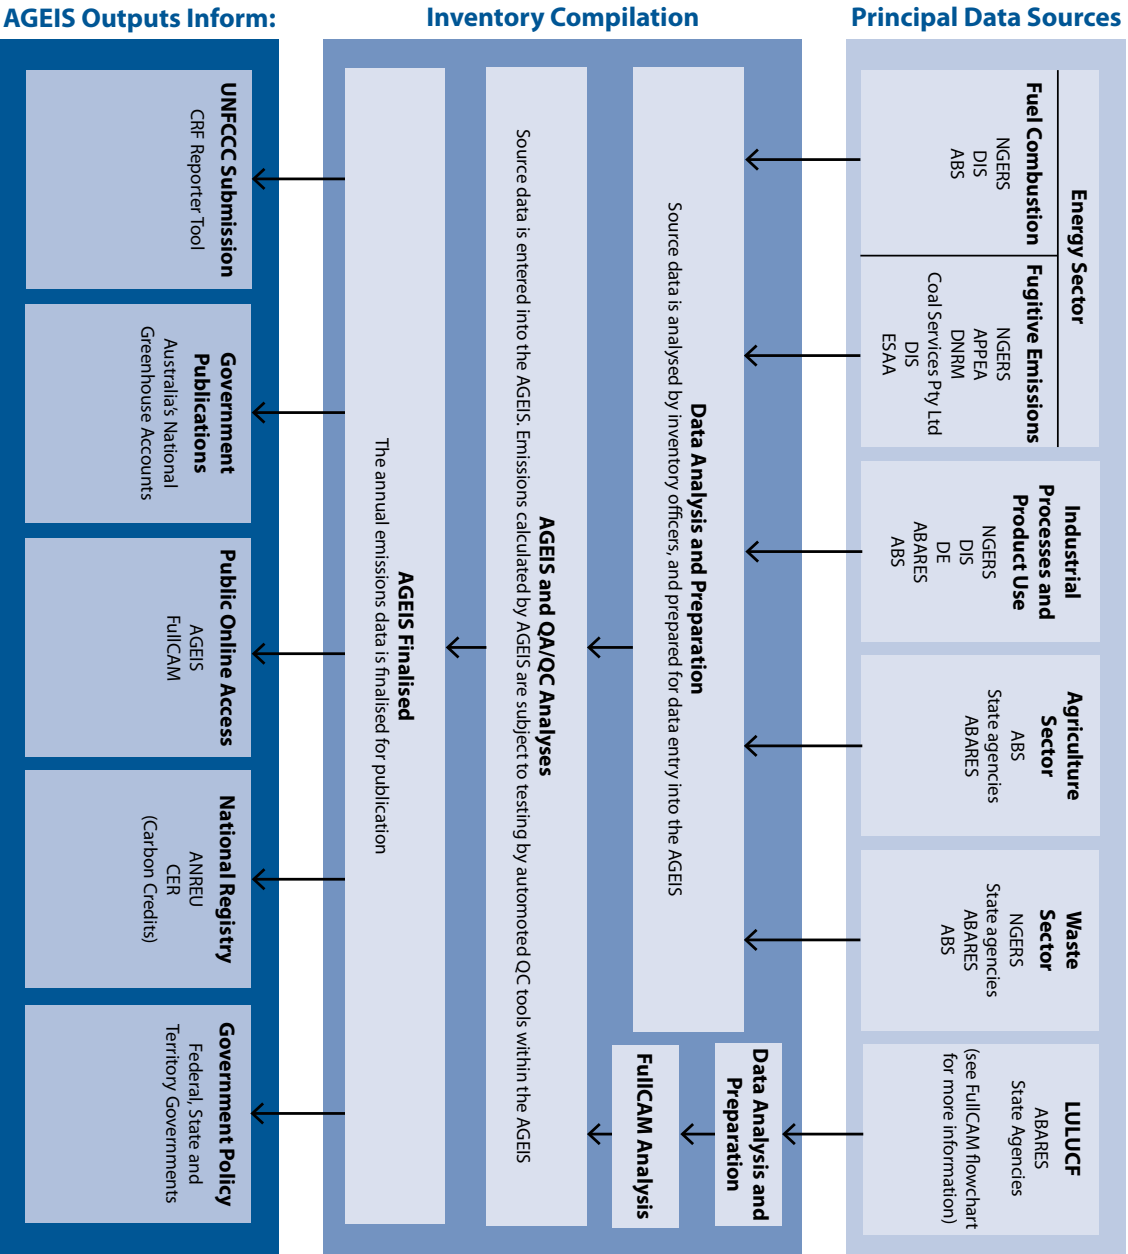 Principal Data Sources
Energy Sector
Fuel Combustion
NGERS
DIS
ABS
Fugitive Emissions
NGERS
APPEA
DNRM
Coal Services Pty Ltd
DIS
ESAA
Industrial
Processes and
Product Use
NGERS
DIS
DE
ABARES
ABS
Agriculture
Sector
ABS
State agencies
ABARES
Waste
Sector
NGERS
State agencies
ABARES
ABS
LULUCF
ABARES
State Agencies
(see FullCAM flowchart
for more information)
Inventory Compilation
Data Analysis and Preparation
Source data is analysed by inventory officers, and prepared for data entry into the AGEIS
Data Analysis and
Preparation
FullCAM Analysis
AGEIS and QA/QC Analyses
Source data is entered into the AGEIS. Emissions calculated by AGEIS are subject to testing by automoted QC tools within the AGEIS
AGEIS Finalised
The annual emissions data is finalised for publication
AGEIS Outputs Inform:
UNFCCC Submission
CRF Reporter Tool
Government
Publications
Australia's National
Greenhouse Accounts
Public Online Access
AGEIS
FullCAM
National Registry
ANREU
CER
(Carbon Credits)
Government Policy
Federal, State and
Territory Governments